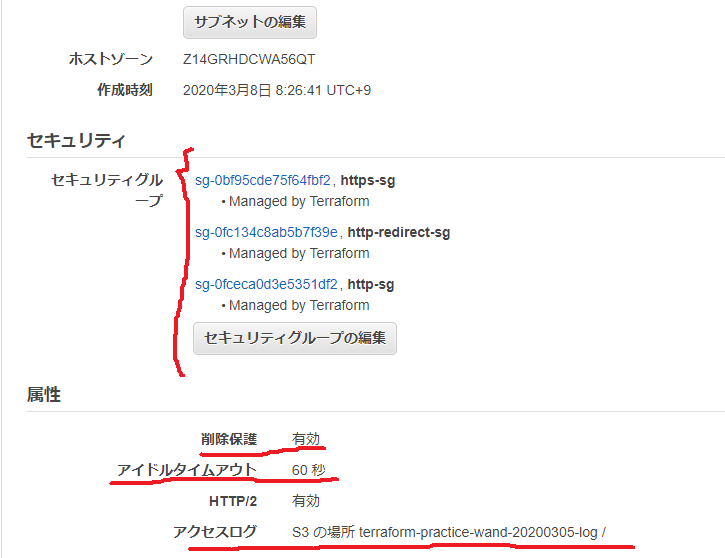 サブネットの編集
ホストゾーン Z14GRHDCWA56QT
作成時刻 2020年3月8日 8:26:41 UTC+9
セキュリティ
セキュリティグループ sg-0bf95cde75f64fbf2, https-sg
• Managed by Terraform
sg-0fc134c8ab5b7f39e, http-redirect-sg
• Managed by Terraform
sg-0fceca0d3e5351df2, http-sg
• Managed by Terraform
セキュリティグループの編集
属性
削除保護 有効
アイドルタイムアウト 60 秒
HTTP/2 有効
アクセスログ S3 の場所 terraform-practice-wand-20200305-log /